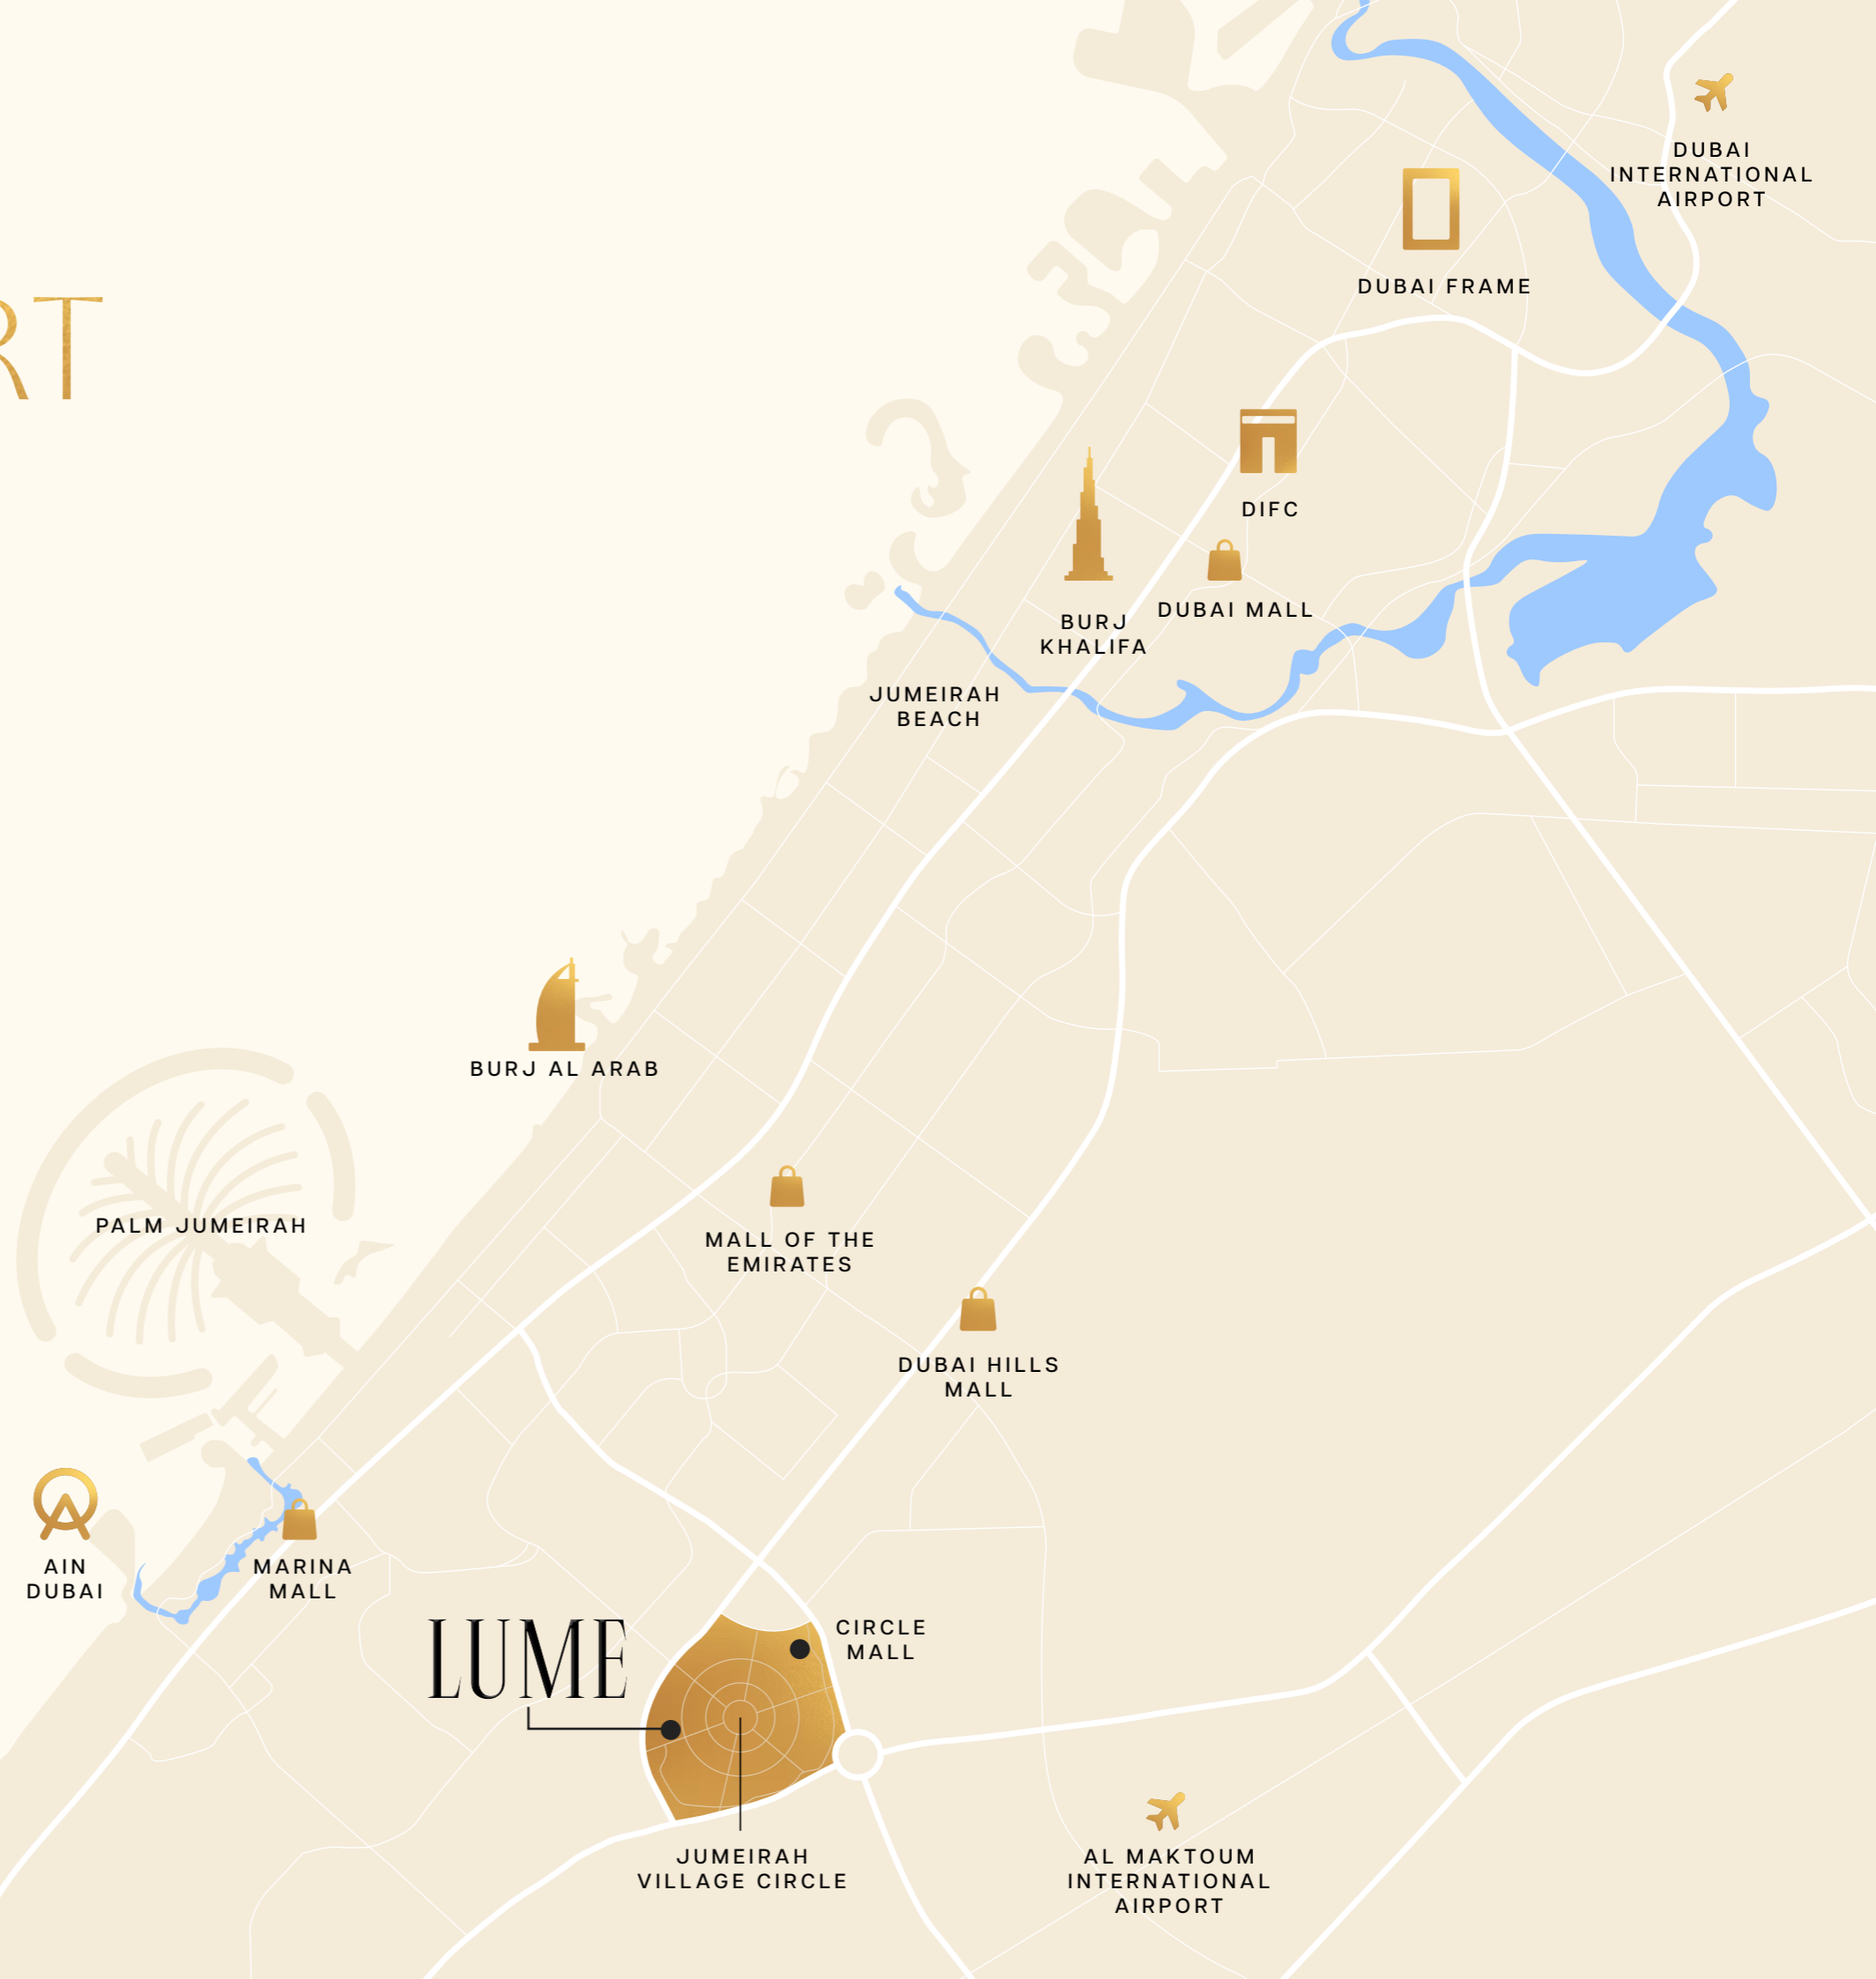 DUBAI
INTERNATIONAL
AIRPORT
DUBAI FRAME
RT
DIFC
DUBAI MALL
BURJ
KHALIFA
JUMEIRAH
BEACH
BURJ AL ARAB
PALM JUMEIRAH
MALL OF THE
EMIRATES
DUBAI HILLS
MALL
AIN
DUBAI
MARINA
MALL
LUME
CIRCLE
MALL
JUMEIRAH
VILLAGE CIRCLE
AL MAKTOUM
INTERNATIONAL
AIRPORT